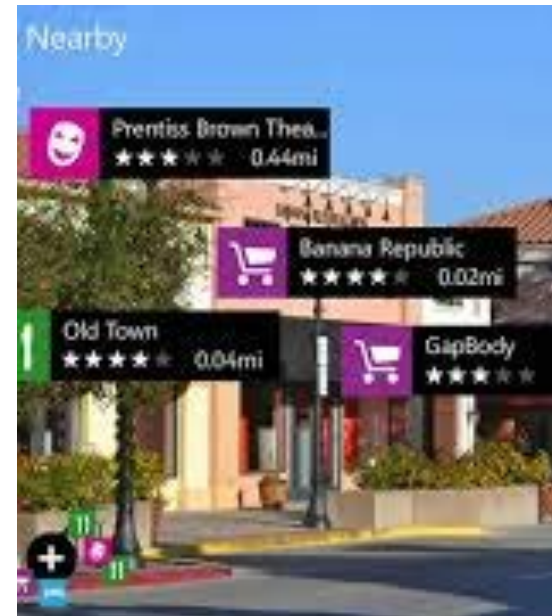 Nearby
Prentiss Brown Thea...
0.44mi
Banana Republic
0.02mi
Old Town
0.04mi
GapBody